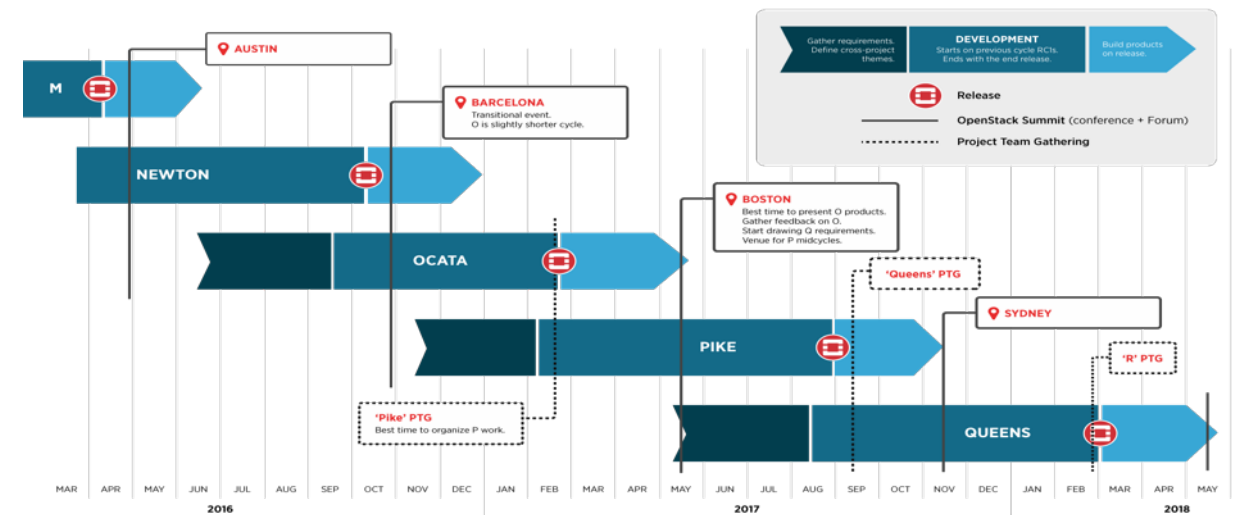 AUSTIN
Gather requirements.
Define cross-project
themes.
DEVELOPMENT
Starts on previous cycle RC1s.
Ends with the end release.
Build products
on release.
Release
OpenStack Summit (conference + Forum)
Project Team Gathering
M
BARCELONA
Transitional event.
O is slightly shorter cycle.
NEWTON
BOSTON
Best time to present O products.
Gather feedback on O.
Start drawing Q requirements.
Venue for P midcycles.
OCATA
'Queens' PTG
SYDNEY
PIKE
'R' PTG
'Pike' PTG
Best time to organize P work.
QUEENS
MAR APR MAY JUN JUL AUG SEP OCT NOV DEC JAN FEB MAR APR MAY JUN JUL AUG SEP OCT NOV DEC JAN FEB MAR APR MAY
2016 2017 2018